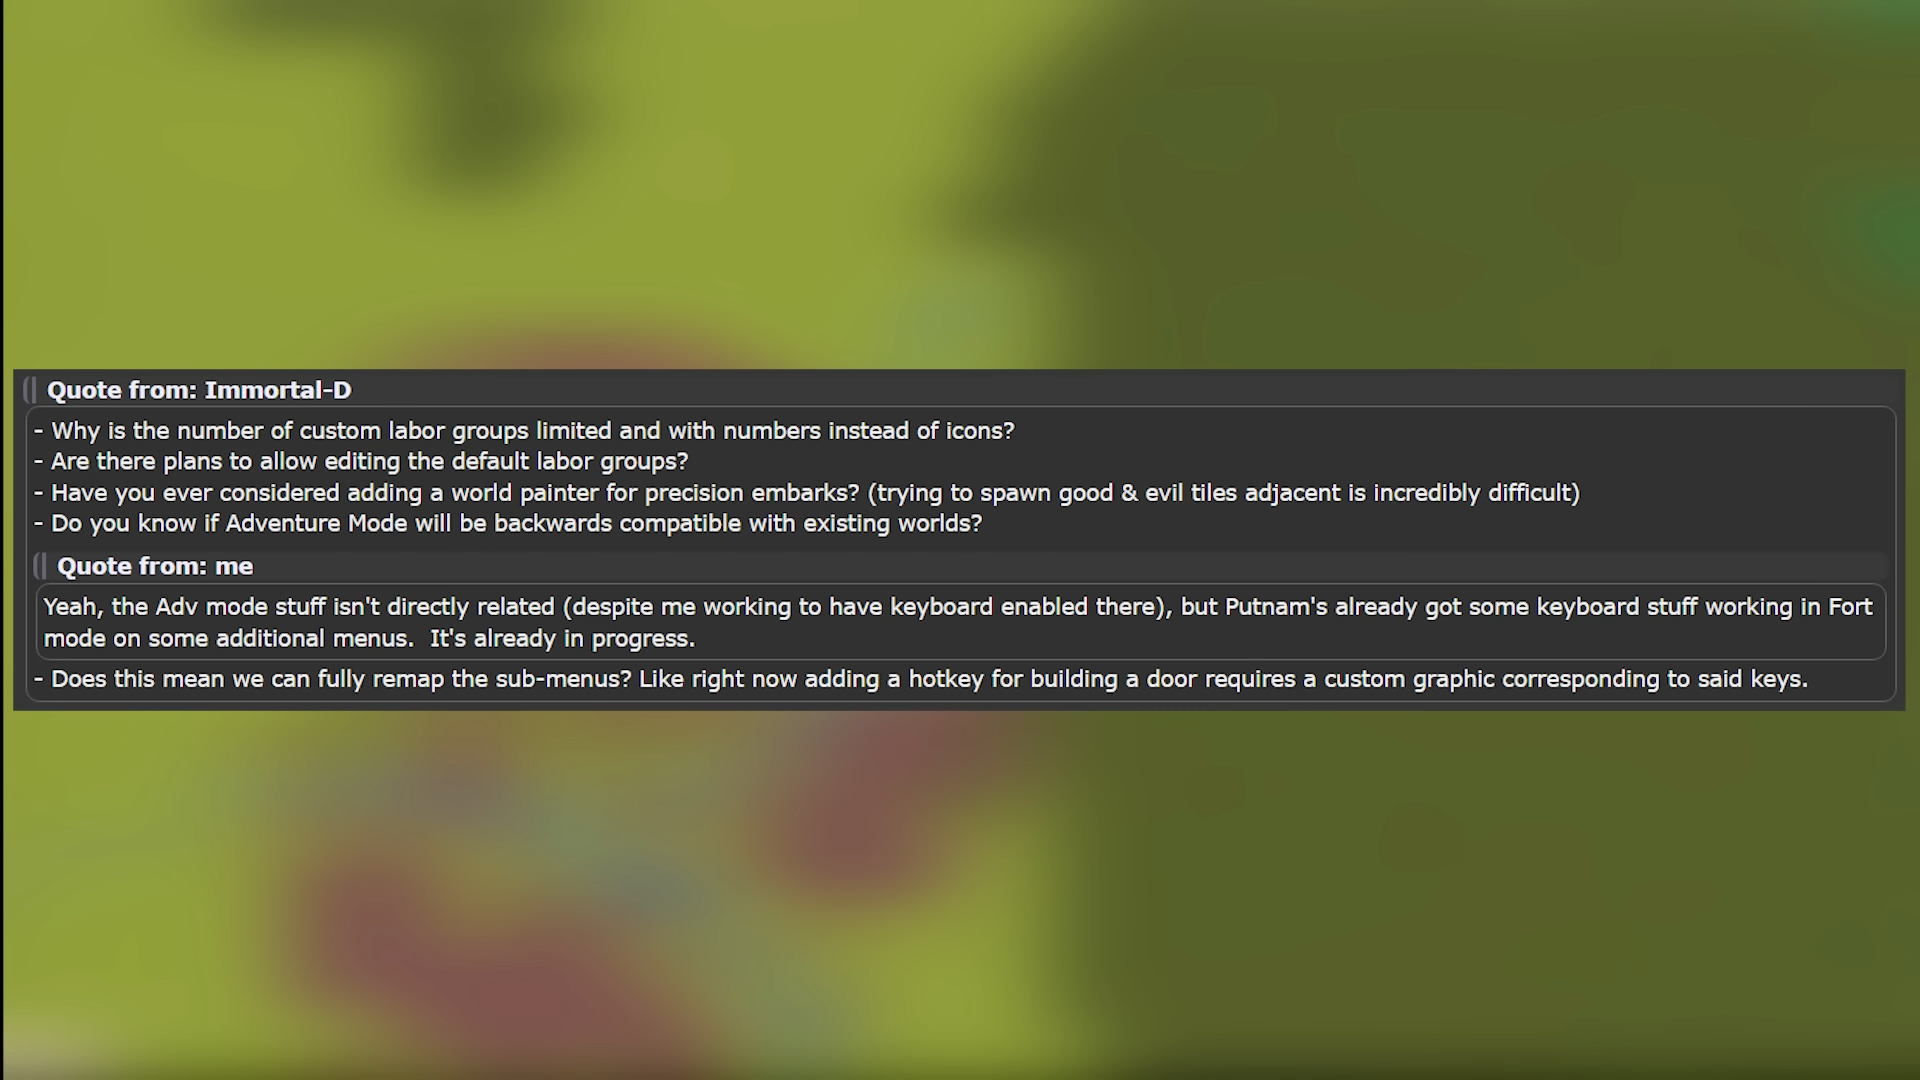 Quote from: Immortal-D
- Why is the number of custom labor groups limited and with numbers instead of icons?
- Are there plans to allow editing the default labor groups?
- Have you ever considered adding a world painter for precision embarks? (trying to spawn good & evil tiles adjacent is incredibly difficult)
- Do you know if Adventure Mode will be backwards compatible with existing worlds?
Quote from: me
Yeah, the Adv mode stuff isn't directly related (despite me working to have keyboard enabled there), but Putnam's already got some keyboard stuff working in Fort
mode on some additional menus.  It's already in progress.
- Does this mean we can fully remap the sub-menus? Like right now adding a hotkey for building a door requires a custom graphic corresponding to said keys.